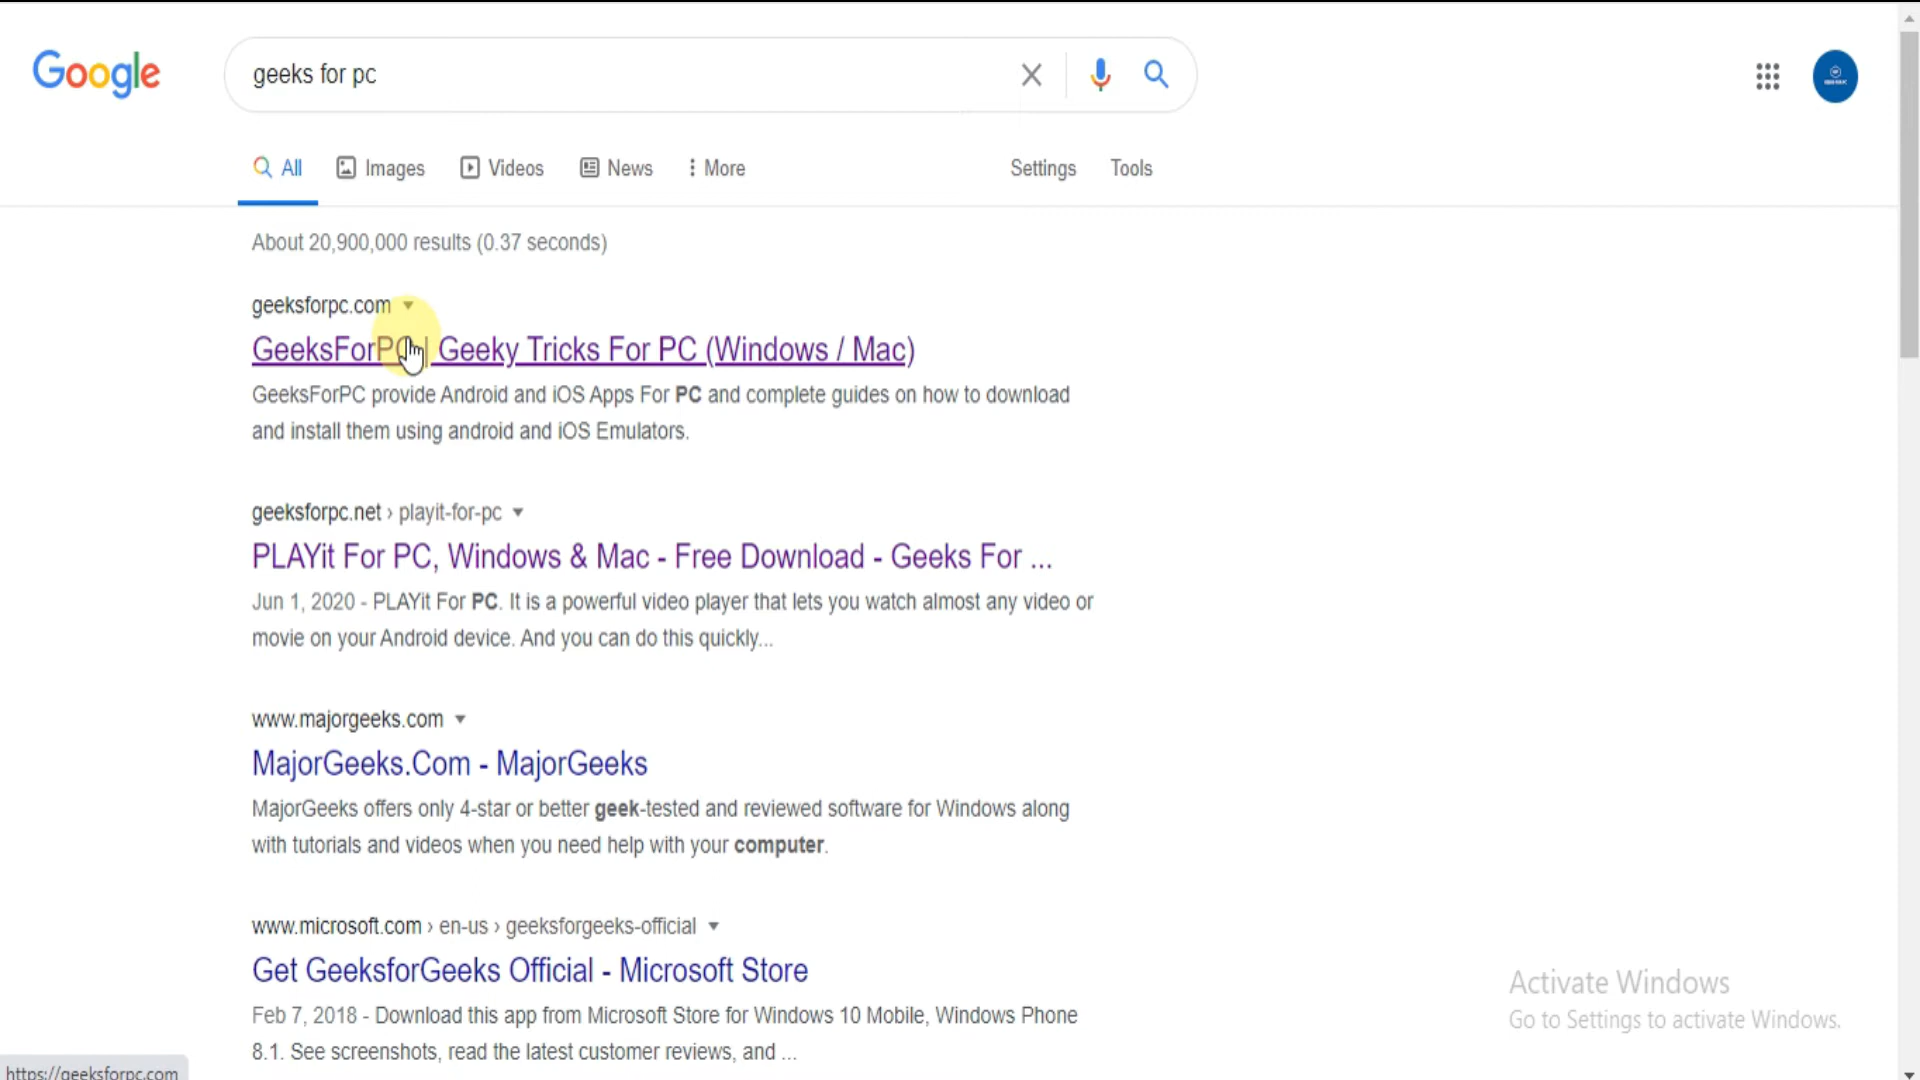 Google
geeks for pc
All Images Videos News More Settings Tools
About 20,900,000 results (0.37 seconds)
geeksforpc.com
GeeksForPC | Geeky Tricks For PC (Windows / Mac)
GeeksForPC provide Android and iOS Apps For PC and complete guides on how to download
and install them using android and iOS Emulators.
geeksforpc.net › playit-for-pc
PLAYit For PC, Windows & Mac - Free Download - Geeks For ...
Jun 1, 2020 - PLAYit For PC. It is a powerful video player that lets you watch almost any video or
movie on your Android device. And you can do this quickly...
www.majorgeeks.com
MajorGeeks.Com - MajorGeeks
MajorGeeks offers only 4-star or better geek-tested and reviewed software for Windows along
with tutorials and videos when you need help with your computer.
www.microsoft.com › en-us › geeksforgeeks-official
Get GeeksforGeeks Official - Microsoft Store
Feb 7, 2018 - Download this app from Microsoft Store for Windows 10 Mobile, Windows Phone
8.1. See screenshots, read the latest customer reviews, and ...
Activate Windows
Go to Settings to activate Windows.
https://geeksforpc.com